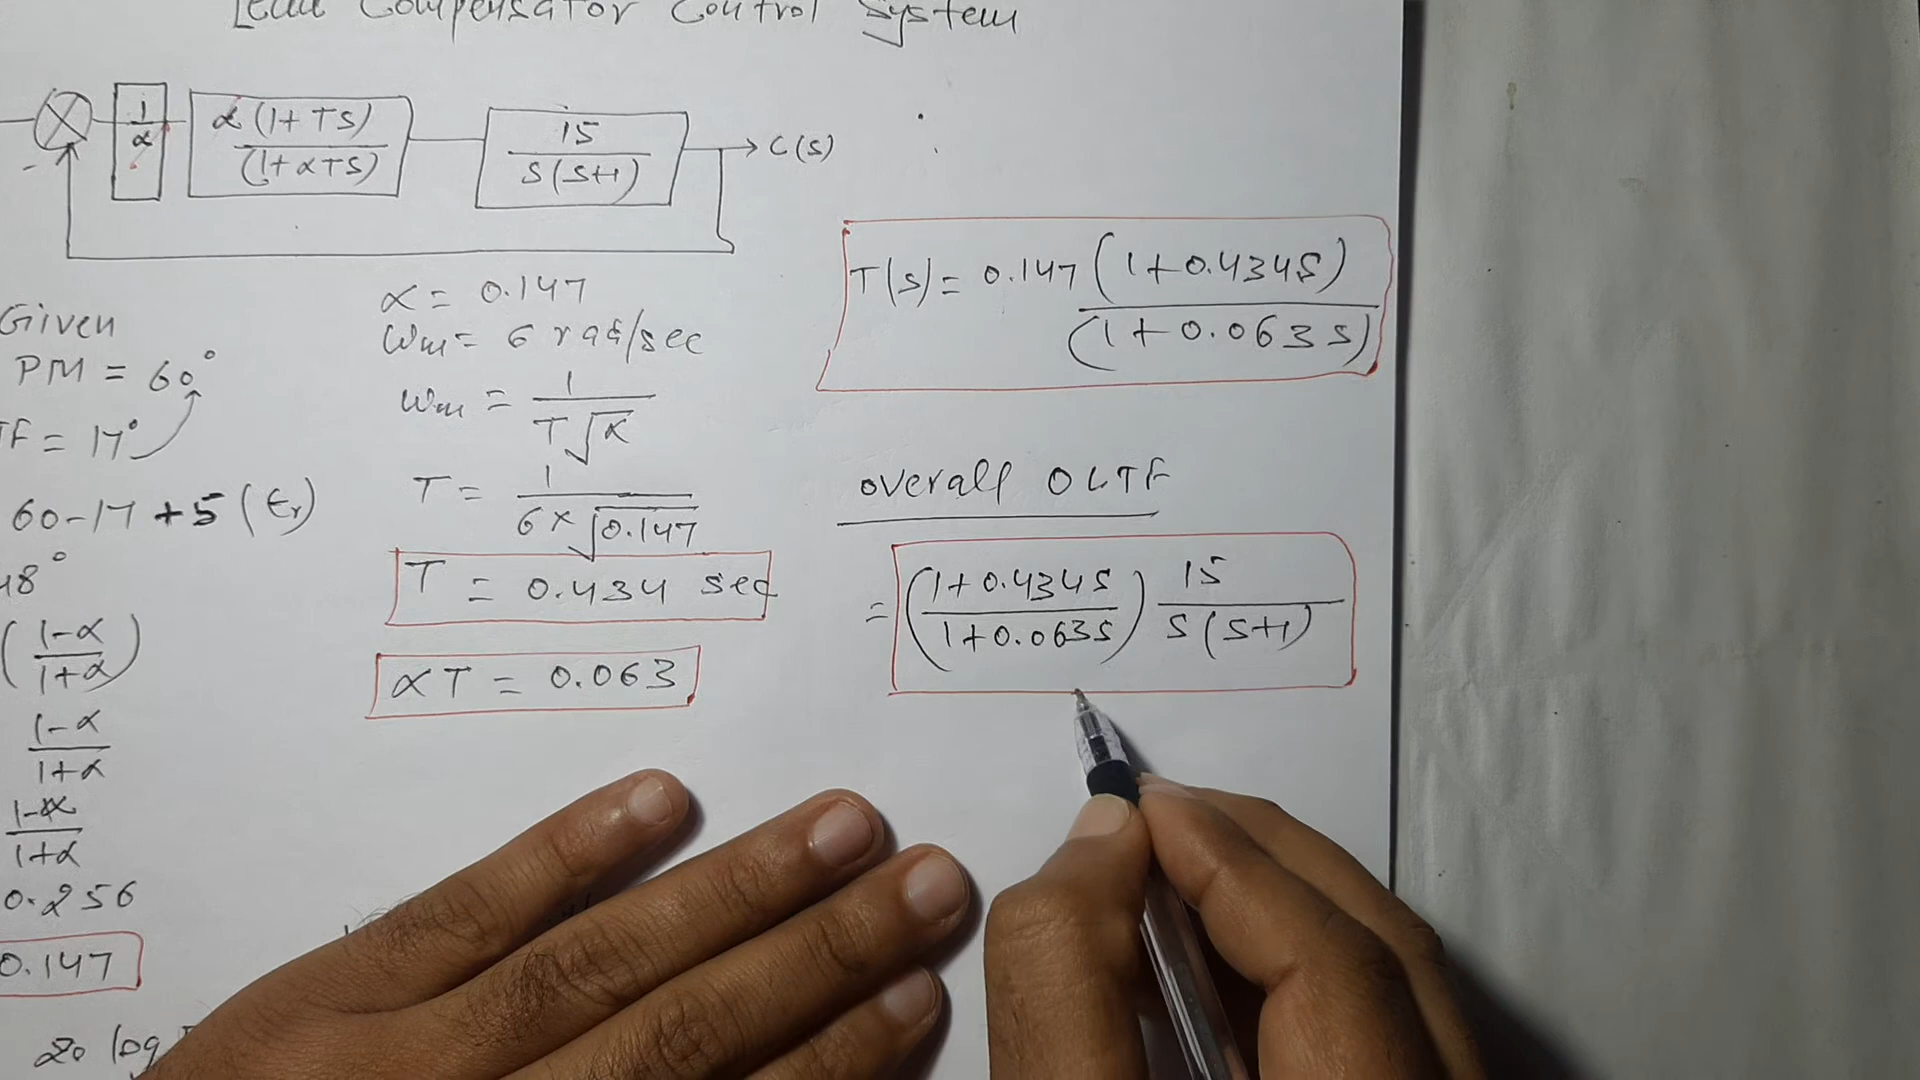 Lead Compensator Control System
1/α
α(1+TS)/(1+αTS)
15/S(S+1)
C(S)
-
Given
PM = 60°
TF = 17°
60-17+5(Er)
48°
(1-α/1+α)
1-α/1+α
1-α/1+α
0.256
0.147
20 log
α = 0.147
ωm = 6 rad/sec
ωm = 1/T√α
T = 1/6×√0.147
T = 0.434 sec
αT = 0.063
T(S) = 0.147 (1+0.434S)/(1+0.063S)
overall OLTF
= (1+0.434S/1+0.063S) 15/S(S+1)